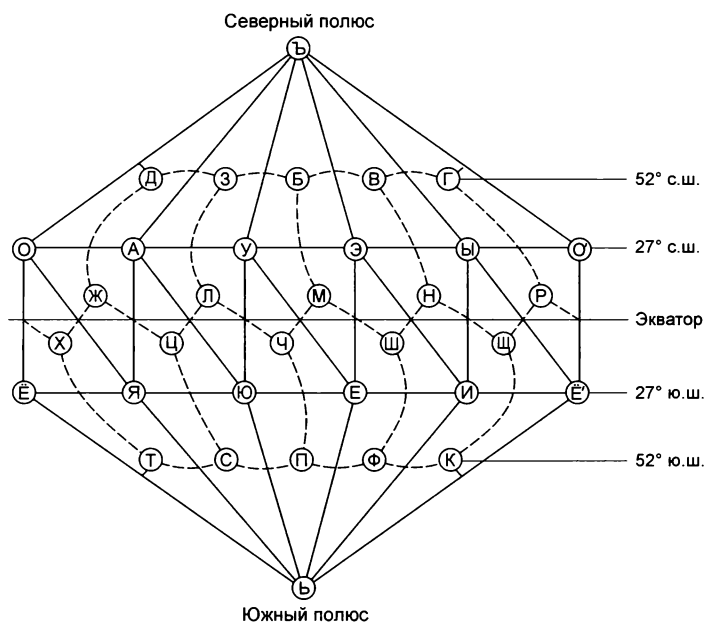 Северный полюс
Ъ
Д З Б В Г 52° с.ш.
О А У Э Ы О' 27° с.ш.
Ж Л М Н Р
Экватор
Х Ц Ч Ш Щ
Ё Я Ю Е И Ё' 27° ю.ш.
Т С П Ф К 52° ю.ш.
Ь
Южный полюс